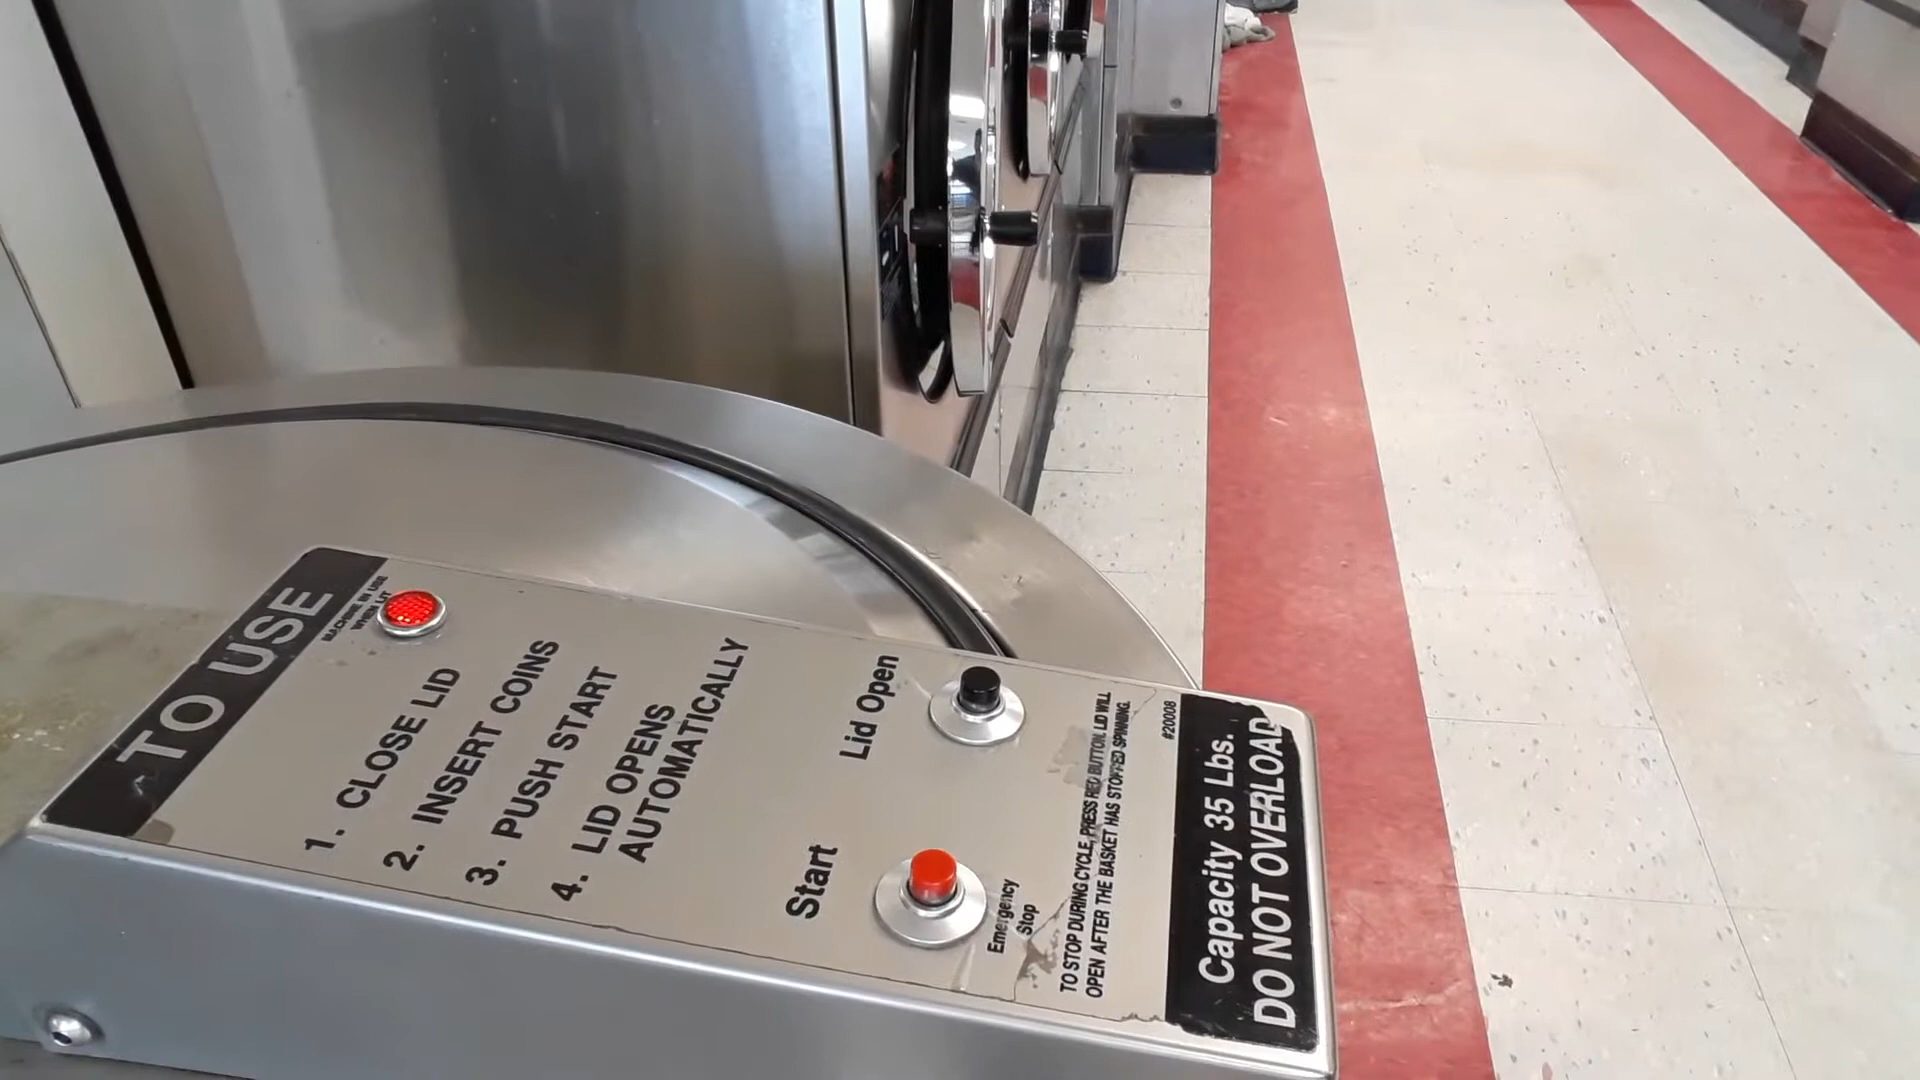 TO USE
MACHINE IN USE
WHEN LIT
1. CLOSE LID
2. INSERT COINS
3. PUSH START
4. LID OPENS
AUTOMATICALLY
Lid Open
Start
Emergency
Stop
TO STOP DURING CYCLE, PRESS RED BUTTON. LID WILL
OPEN AFTER THE BASKET HAS STOPPED SPINNING.
#20008
Capacity 35 Lbs.
DO NOT OVERLOAD